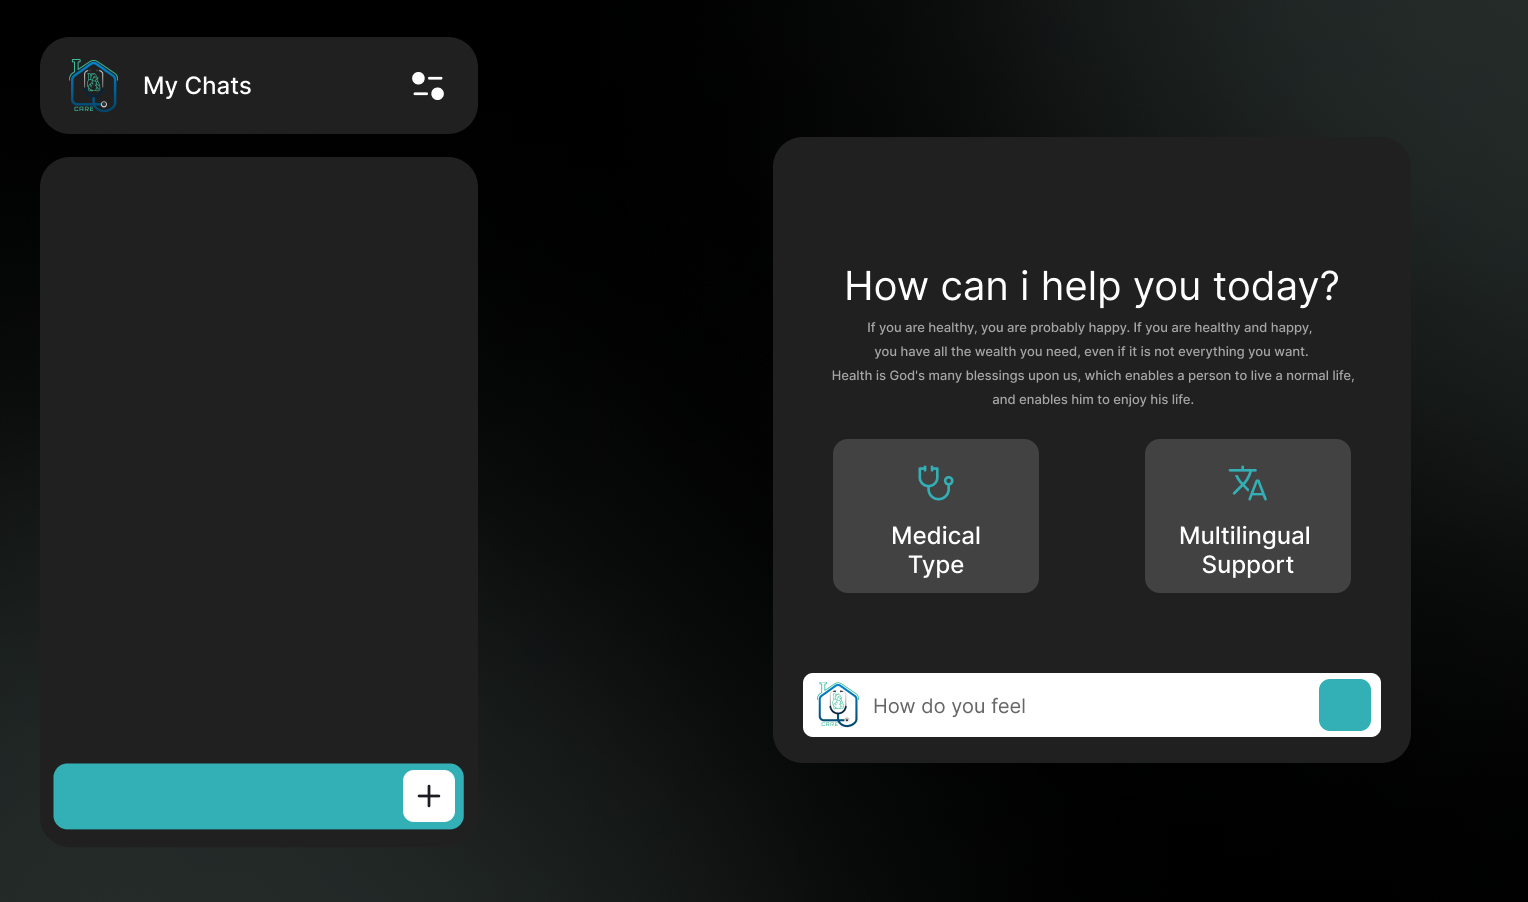 CARE
My Chats
How can i help you today?
If you are healthy, you are probably happy. If you are healthy and happy,
you have all the wealth you need, even if it is not everything you want.
Health is God's many blessings upon us, which enables a person to live a normal life,
and enables him to enjoy his life.
Medical
Type
Multilingual
Support
CARE
How do you feel